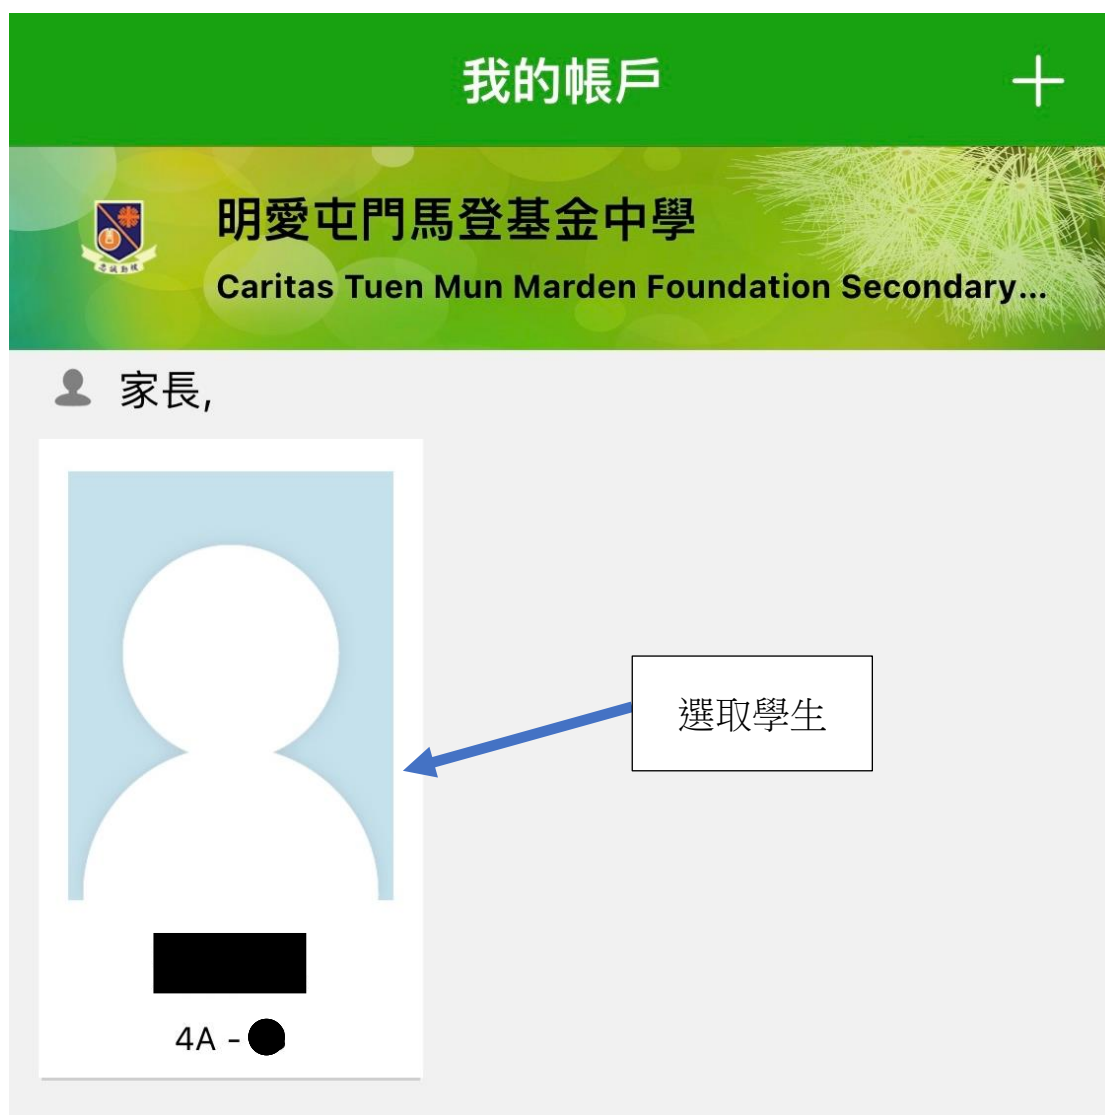 我的帳戶
明愛屯門馬登基金中學
Caritas Tuen Mun Marden Foundation Secondary...
家長,
選取學生
4A -